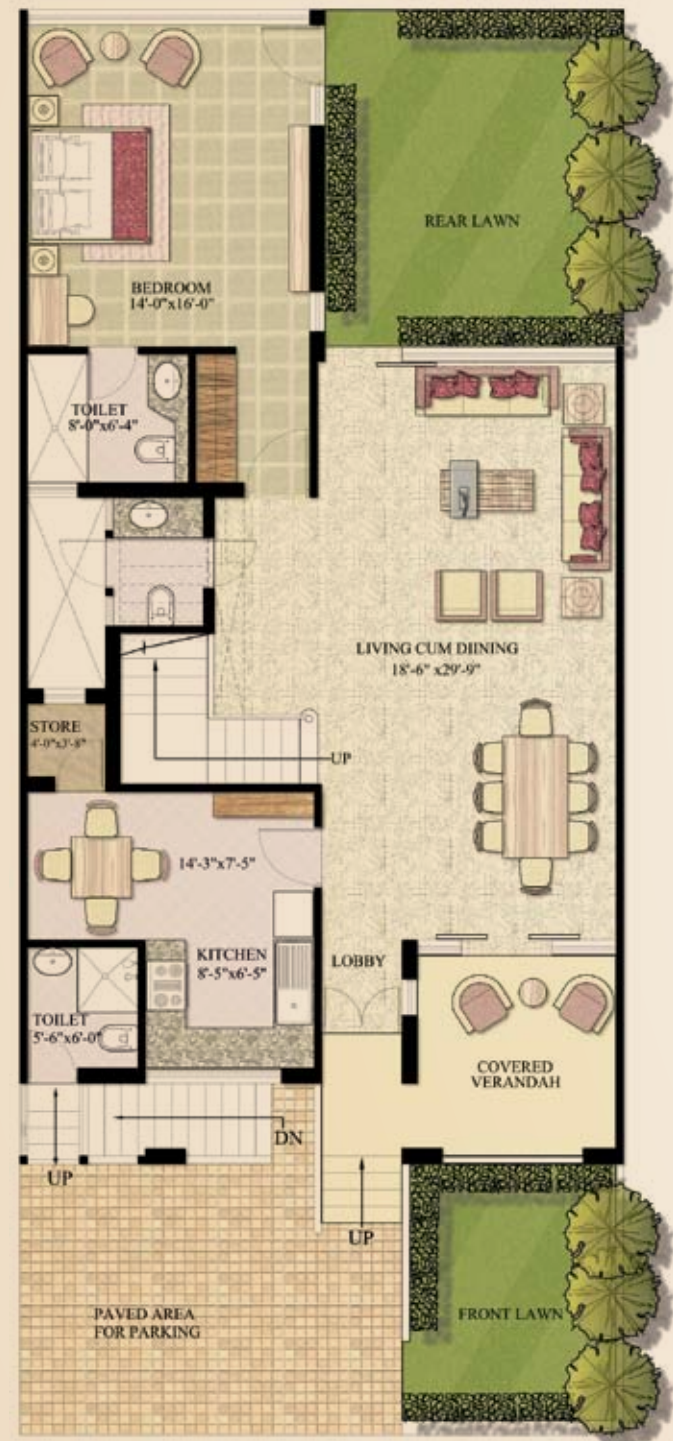 REAR LAWN
BEDROOM
14'-0"x16'-0"
TOILET
8'-0"x6'-4"
LIVING CUM DIINING
18'-6" x29'-9"
STORE
4'-0"x3'-8"
UP
14'-3"x7'-5"
KITCHEN
8'-5"x6'-5"
LOBBY
TOILET
5'-6"x6'-0"
COVERED
VERANDAH
DN
UP
UP
PAVED AREA
FOR PARKING
FRONT LAWN